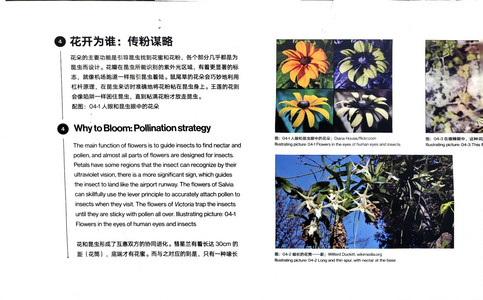 4 花开为谁：传粉谋略
花朵的主要功能是引导昆虫找到花蜜和花粉，各个部分几乎都是为
昆虫而设计。花瓣在昆虫所能识别的紫外光区域，有着更显著的标
志，就像机场跑道一样指引昆虫着陆。鼠尾草的花朵会巧妙地利用
杠杆原理，在昆虫来访时准确地将花粉粘在昆虫身上。王莲的花则
会像陷阱一样困住昆虫，直到粘满花粉才放走昆虫。
配图：04-1 人眼和昆虫眼中的花朵
4 Why to Bloom: Pollination strategy
The main function of flowers is to guide insects to find nectar and
pollen, and almost all parts of flowers are designed for insects.
Petals have some regions that the insect can recognize by their
ultraviolet vision, there is a more significant sign, which guides
the insect to land like the airport runway. The flowers of Salvia
can skillfully use the lever principle to accurately attach pollen to
insects when they visit. The flowers of Victoria trap the insects
until they are sticky with pollen all over. Illustrating picture: 04-1
Flowers in the eyes of human eyes and insects
花和昆虫形成了互惠双方的协同进化。彗星兰有着长达 30cm 的
距（花筒），底端才有花蜜。而与之对应的则是，只有一种喙长
图：04-1 人眼和昆虫眼中的花朵；Diana House/flickr.com
Illustrating picture: 04-1 Flowers in the eyes of human eyes and insects
图：04-2 细长的花筒——距；Wilferd Duckitt, wikimedia.org
Illustrating picture: 04-2 Long and thin spur, with nectar at the base
图：04-3 在蜜蜂眼中，这种花
Illustrating picture: 04-3 This fl